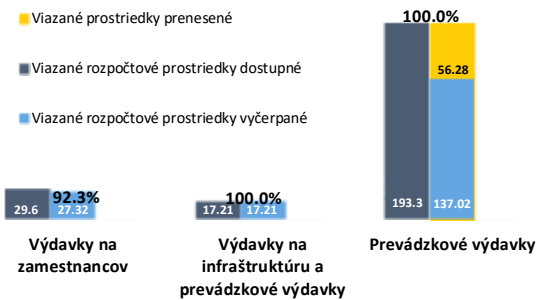 Viazané prostriedky prenesené
Viazané rozpočtové prostriedky dostupné
Viazané rozpočtové prostriedky vyčerpané
100.0%
56.28
193.3 137.02
92.3%
29.6 27.32
100.0%
17.21 17.21
Výdavky na
zamestnancov
Výdavky na
infraštruktúru a
prevádzkové výdavky
Prevádzkové výdavky